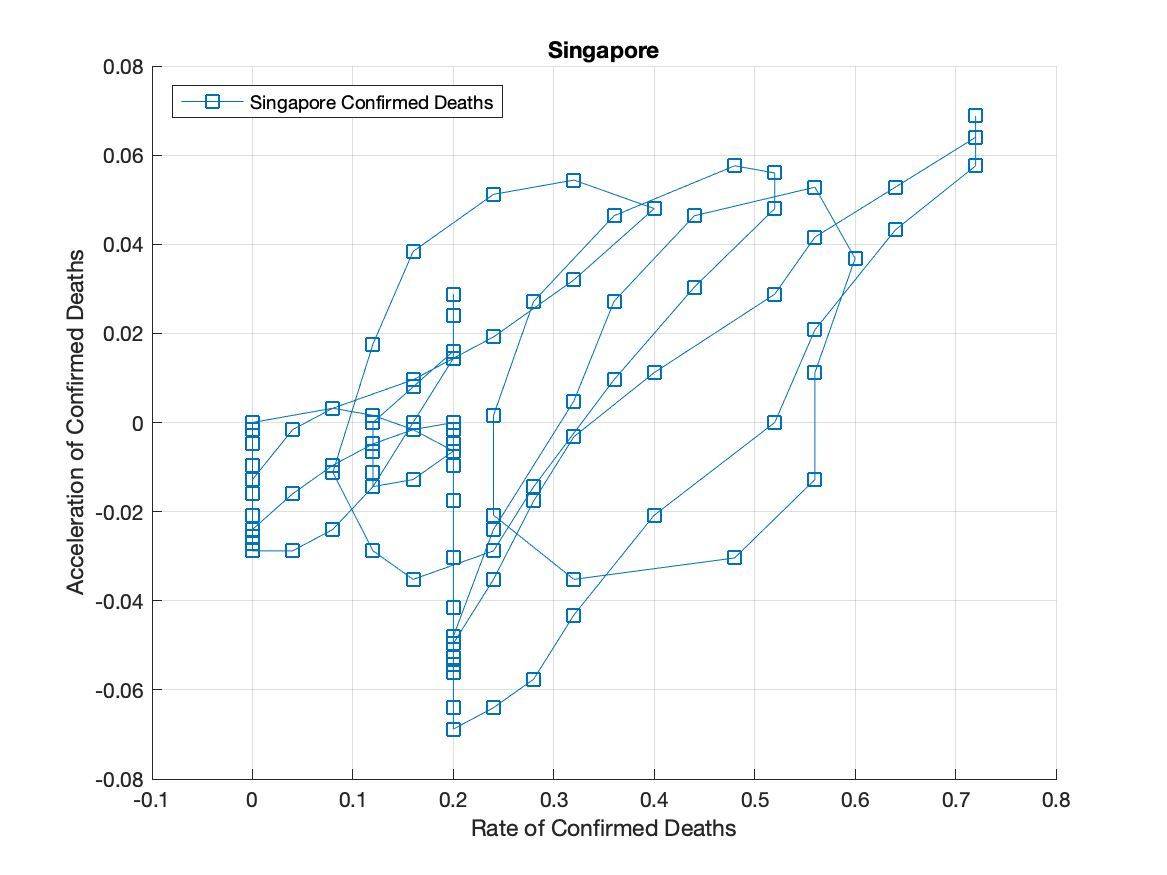 Singapore
Singapore Confirmed Deaths
0.08
0.06
0.04
0.02
0
-0.02
-0.04
-0.06
-0.08
-0.1 0 0.1 0.2 0.3 0.4 0.5 0.6 0.7 0.8
Acceleration of Confirmed Deaths
Rate of Confirmed Deaths